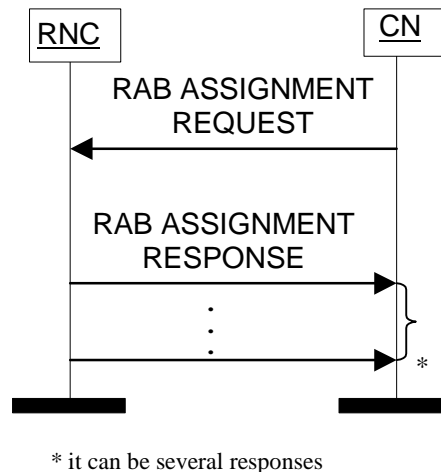 RNC
CN
RAB ASSIGNMENT
REQUEST
RAB ASSIGNMENT
RESPONSE
*
* it can be several responses